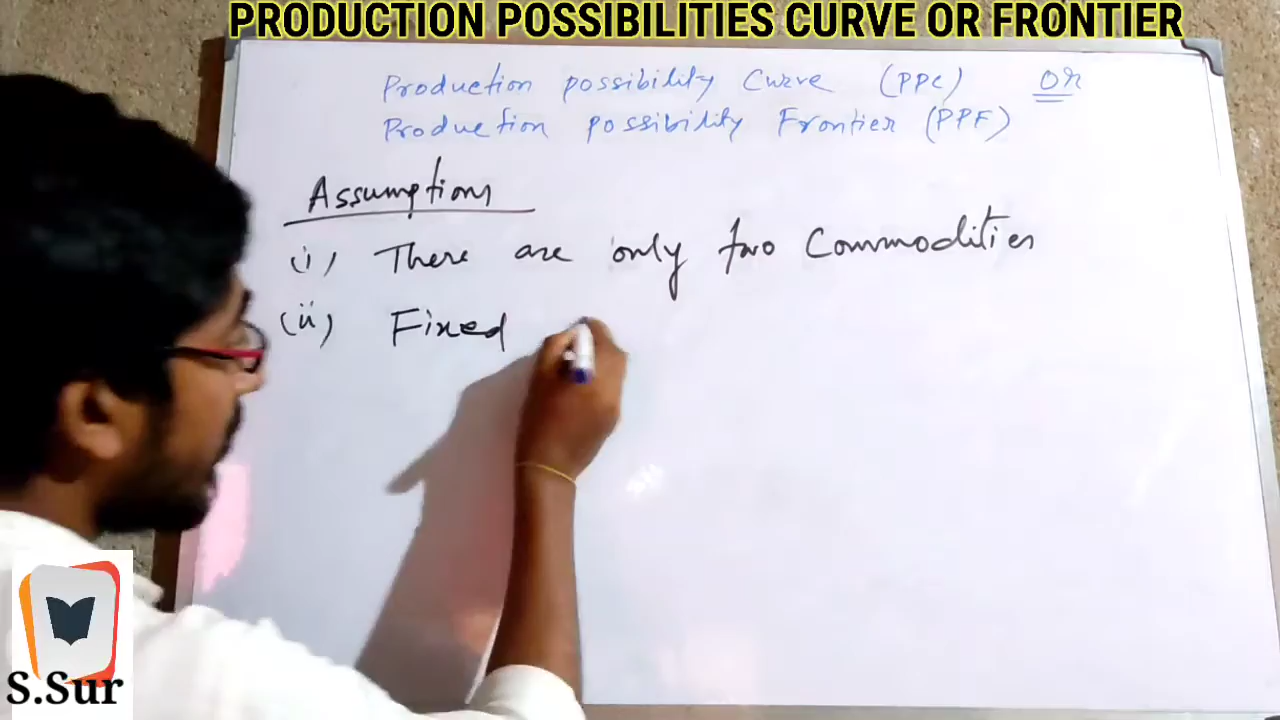 PRODUCTION POSSIBILITIES CURVE OR FRONTIER
Production possibility Curve (PPC) OR
Production possibility Frontier (PPF)
Assumptions
(i) There are only two Commodities
(ii) Fixed
S.Sur